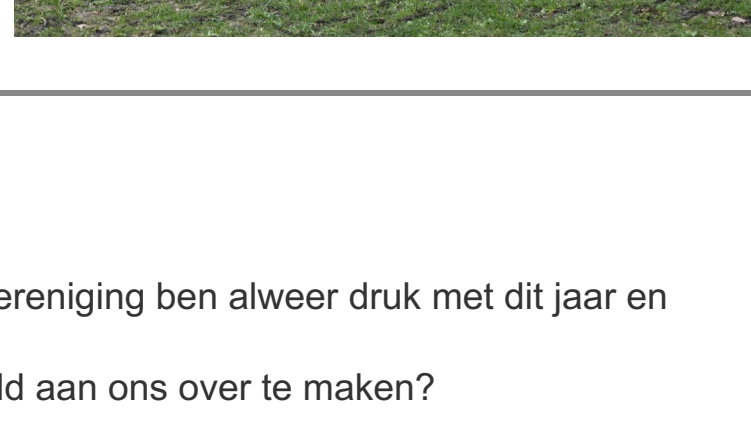 ereniging ben alweer druk met dit jaar en
ld aan ons over te maken?